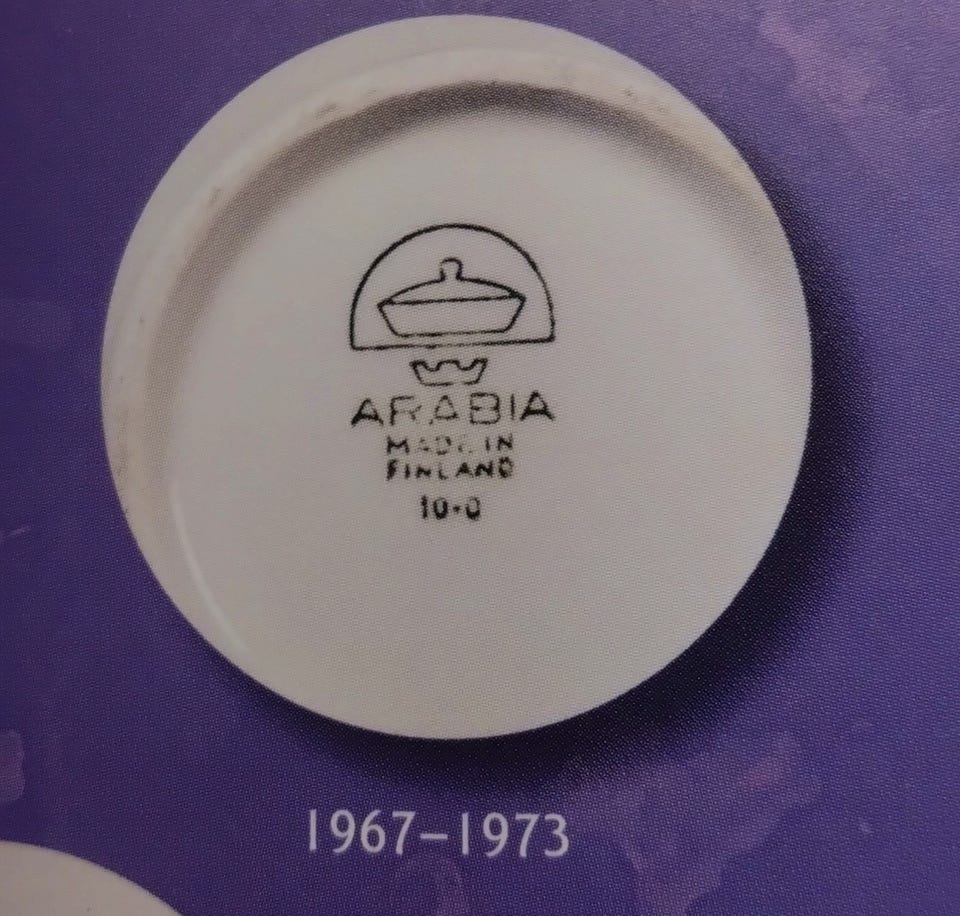 ARABIA
MADE IN
FINLAND
10-0
1967–1973